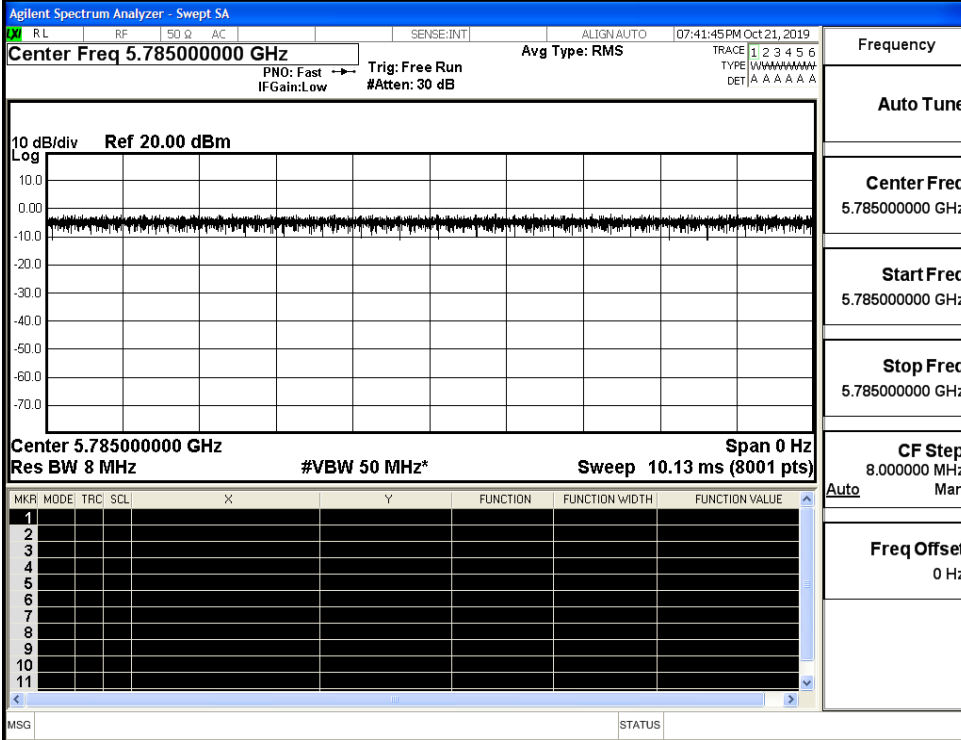 Agilent Spectrum Analyzer - Swept SA
LXI RL RF 50 Ω AC SENSE:INT ALIGN AUTO 07:41:45 PM Oct 21, 2019
Center Freq 5.785000000 GHz
PNO: Fast
IFGain:Low
Trig: Free Run
#Atten: 30 dB
Avg Type: RMS
TRACE 1 2 3 4 5 6
TYPE WWWWWW
DET A A A A A A
10 dB/div Ref 20.00 dBm
Log
10.0
0.00
-10.0
-20.0
-30.0
-40.0
-50.0
-60.0
-70.0
Center 5.785000000 GHz Span 0 Hz
Res BW 8 MHz #VBW 50 MHz* Sweep 10.13 ms (8001 pts)
MKR MODE TRC SCL X Y FUNCTION FUNCTION WIDTH FUNCTION VALUE
1
2
3
4
5
6
7
8
9
10
11
MSG STATUS
Frequency
Auto Tune
Center Freq
5.785000000 GHz
Start Freq
5.785000000 GHz
Stop Freq
5.785000000 GHz
CF Step
8.000000 MHz
Auto Man
Freq Offset
0 Hz